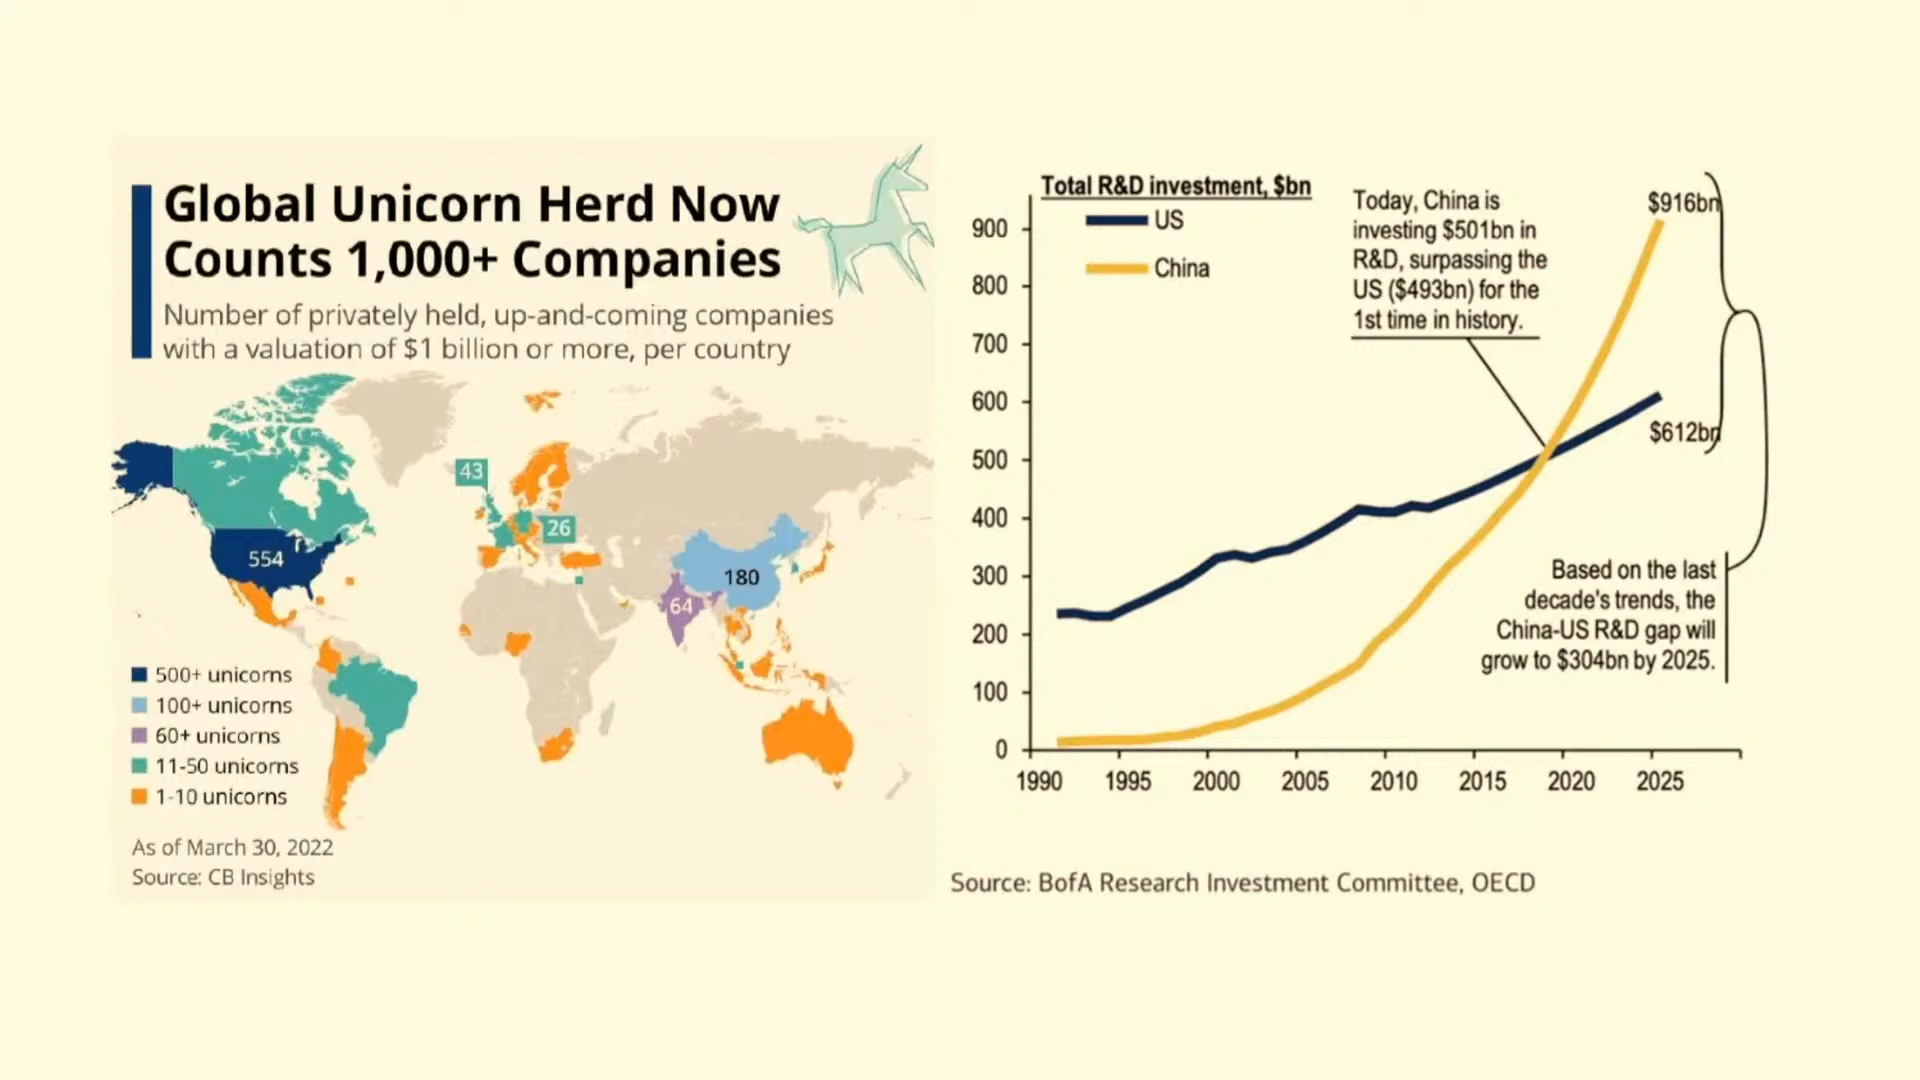 Global Unicorn Herd Now
Counts 1,000+ Companies
Number of privately held, up-and-coming companies
with a valuation of $1 billion or more, per country
43
26
554
180
64
500+ unicorns
100+ unicorns
60+ unicorns
11-50 unicorns
1-10 unicorns
As of March 30, 2022
Source: CB Insights
Total R&D investment, $bn
US
China
Today, China is
investing $501bn in
R&D, surpassing the
US ($493bn) for the
1st time in history.
$916bn
$612bn
Based on the last
decade's trends, the
China-US R&D gap will
grow to $304bn by 2025.
900
800
700
600
500
400
300
200
100
0
1990 1995 2000 2005 2010 2015 2020 2025
Source: BofA Research Investment Committee, OECD